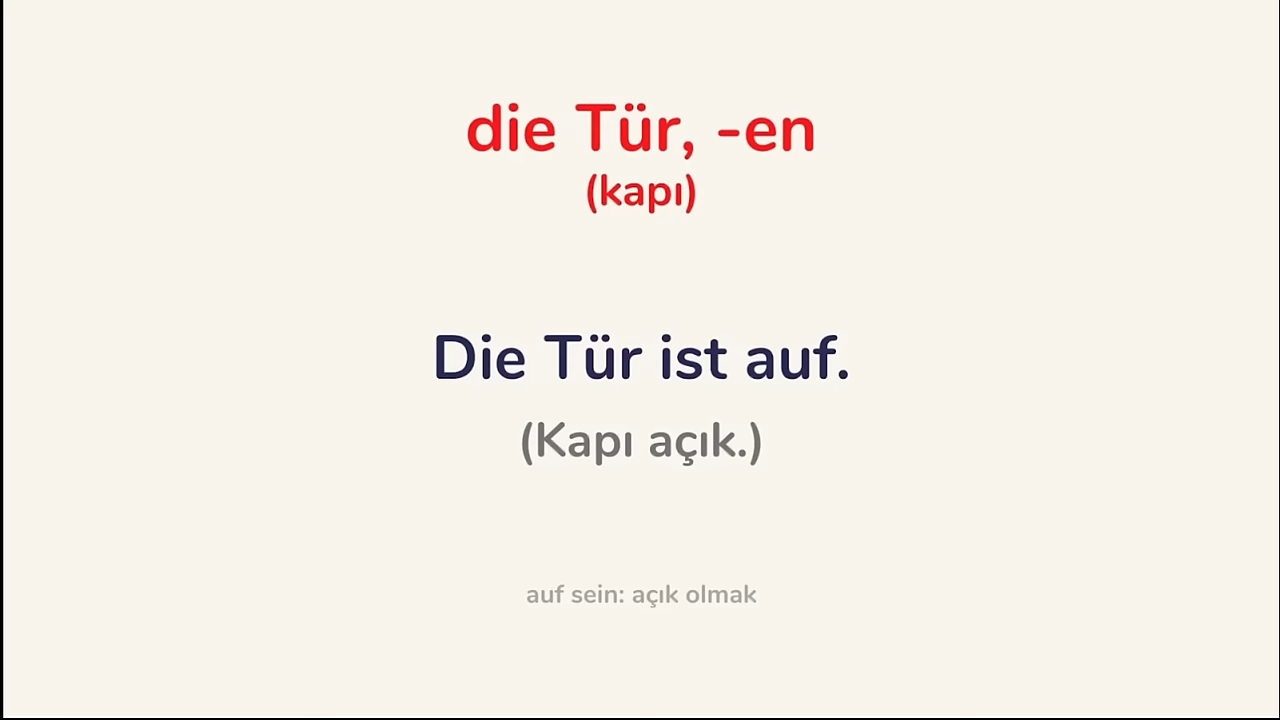 die Tür, -en
(kapı)
Die Tür ist auf.
(Kapı açık.)
auf sein: açık olmak